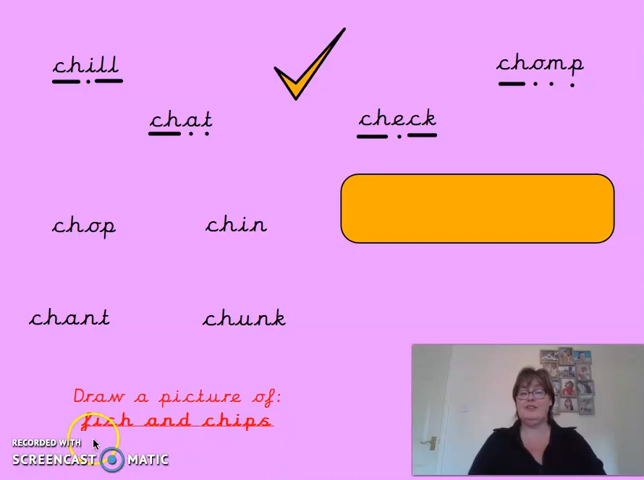 chill
chomp
chat
check
chop chin
chant chunk
Draw a picture of:
fish and chips
RECORDED WITH
SCREENCAST MATIC